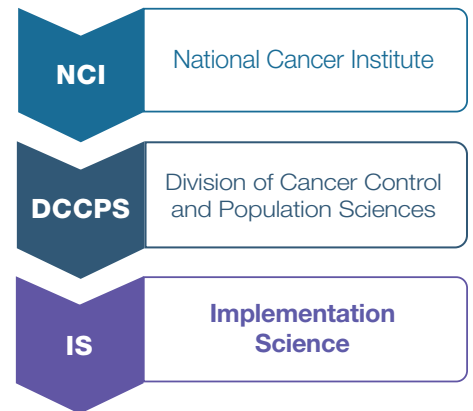 NCI
National Cancer Institute
DCCPS
Division of Cancer Control
and Population Sciences
IS
Implementation
Science